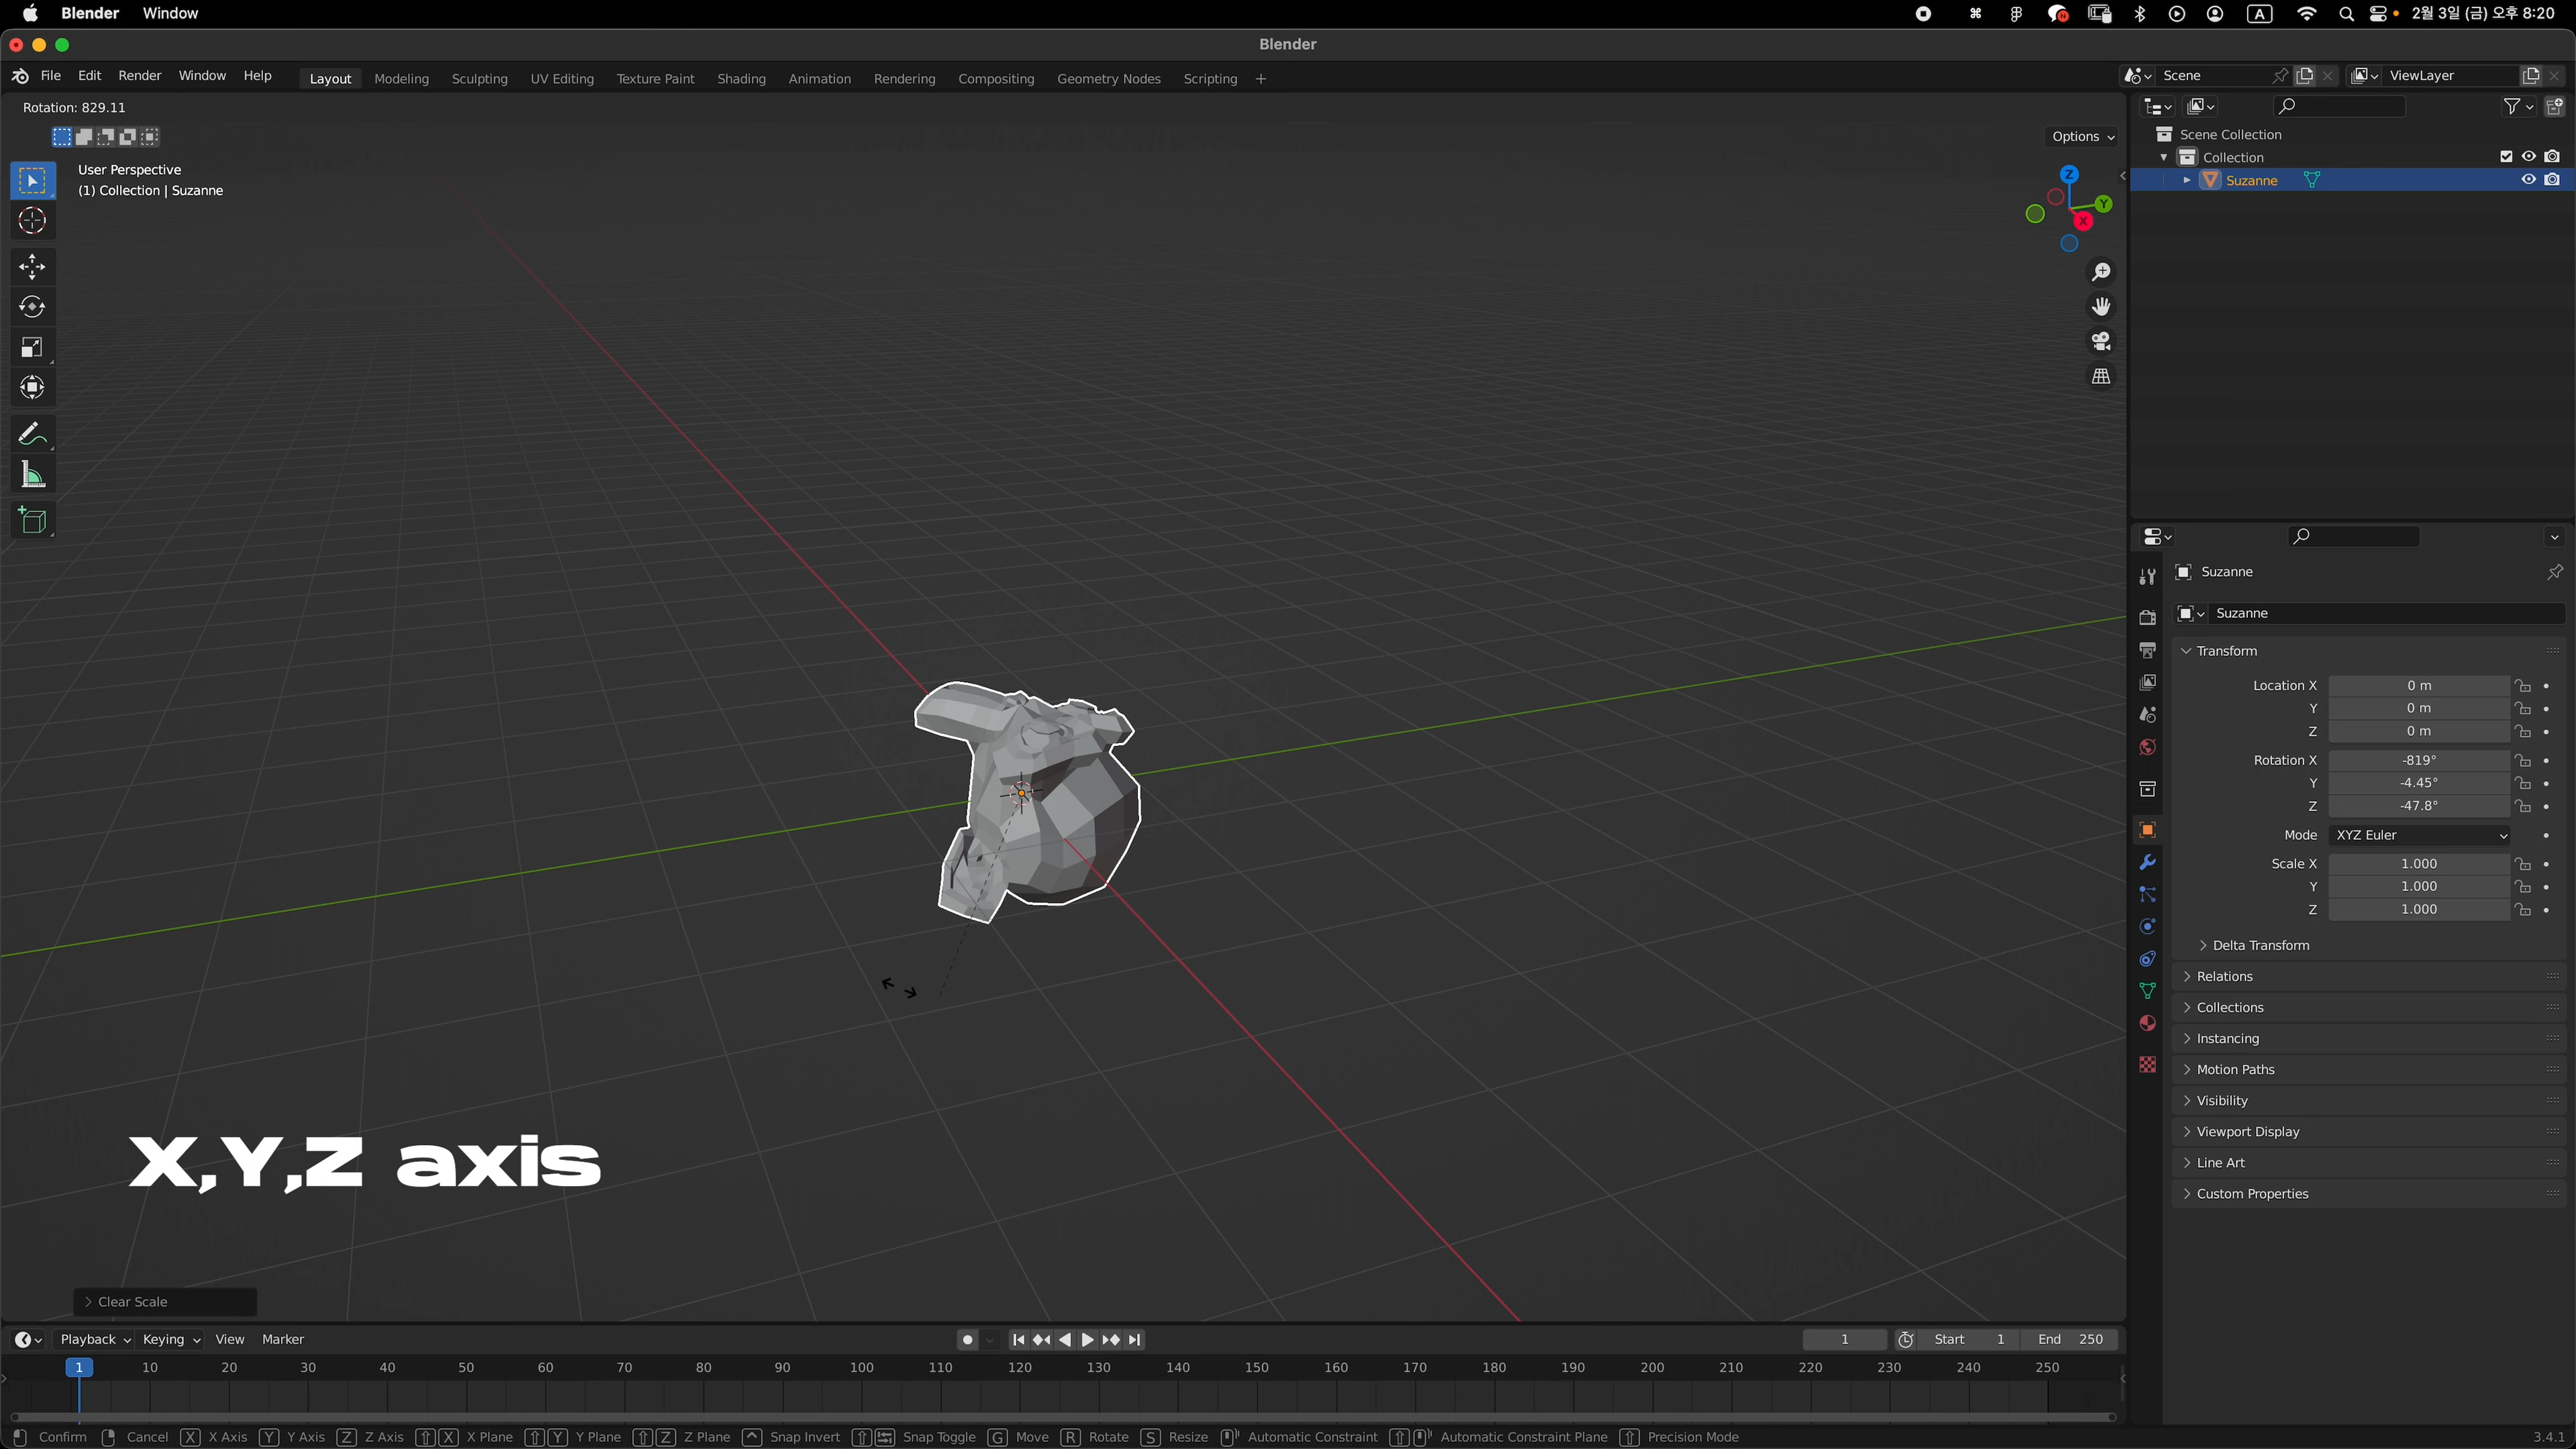 Blender Window
A 2월 3일 (금) 오후 8:20
Blender
File Edit Render Window Help Layout Modeling Sculpting UV Editing Texture Paint Shading Animation Rendering Compositing Geometry Nodes Scripting +
Scene
ViewLayer
Rotation: 829.11
Options
User Perspective
(1) Collection | Suzanne
Z
Y
X
Scene Collection
Collection
Suzanne
Suzanne
Suzanne
Transform
Location X 0 m
Y 0 m
Z 0 m
Rotation X -819°
Y -4.45°
Z -47.8°
Mode XYZ Euler
Scale X 1.000
Y 1.000
Z 1.000
Delta Transform
Relations
Collections
Instancing
Motion Paths
Visibility
Viewport Display
Line Art
Custom Properties
X,Y,Z axis
Clear Scale
Playback Keying View Marker
1 Start 1 End 250
1 10 20 30 40 50 60 70 80 90 100 110 120 130 140 150 160 170 180 190 200 210 220 230 240 250
Confirm Cancel X X Axis Y Y Axis Z Z Axis X X Plane Y Y Plane Z Z Plane Snap Invert Snap Toggle G Move R Rotate S Resize Automatic Constraint Automatic Constraint Plane Precision Mode
3.4.1